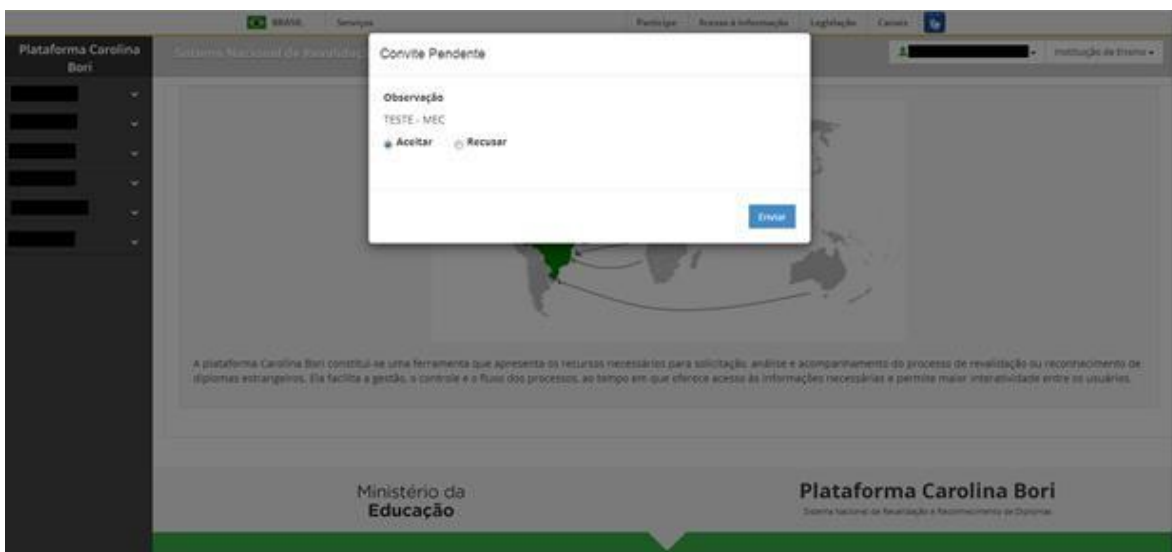 BRASIL Serviços Participe Acesso à informação Legislação Canais
Plataforma Carolina
Bori
Sistema Nacional de
Instituição de Ensino
Convite Pendente
Observação
TESTE - MEC
Aceitar Recusar
Enviar
A plataforma Carolina Bori constitui-se uma ferramenta que apresenta os recursos necessários para solicitação, análise e acompanhamento do processo de revalidação ou reconhecimento de
diplomas estrangeiros. Ela facilita a gestão, o controle e o fluxo dos processos, ao tempo em que oferece acesso às informações necessárias e permite maior interatividade entre os usuários.
Ministério da
Educação
Plataforma Carolina Bori
Sistema Nacional de Revalidação e Reconhecimento de Diplomas